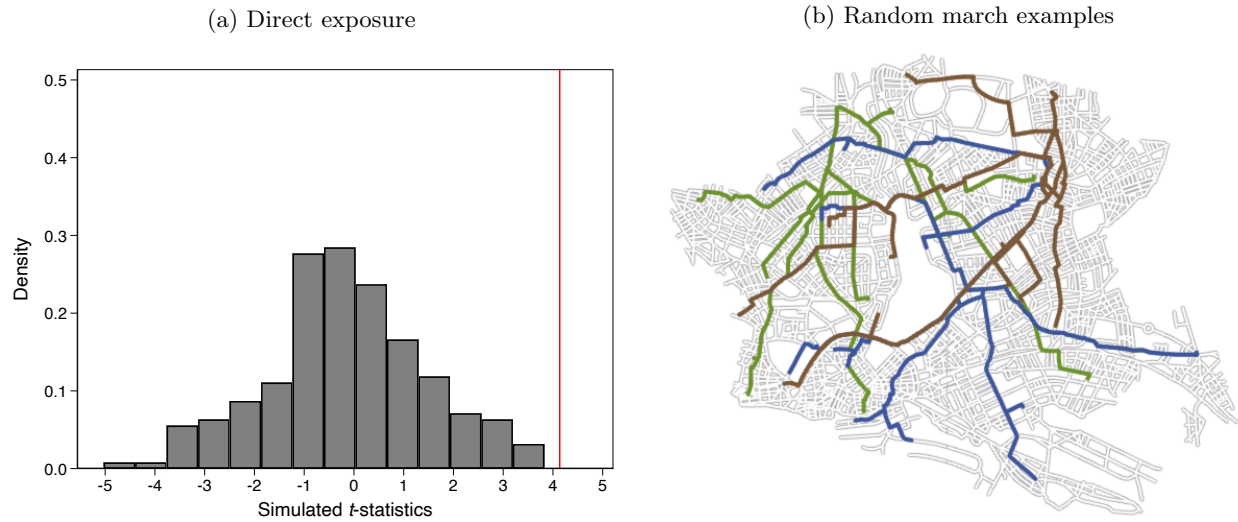 (a) Direct exposure
0.5
0.4
0.3
0.2
0.1
0.0
Density
-5 -4 -3 -2 -1 0 1 2 3 4 5
Simulated t-statistics
(b) Random march examples